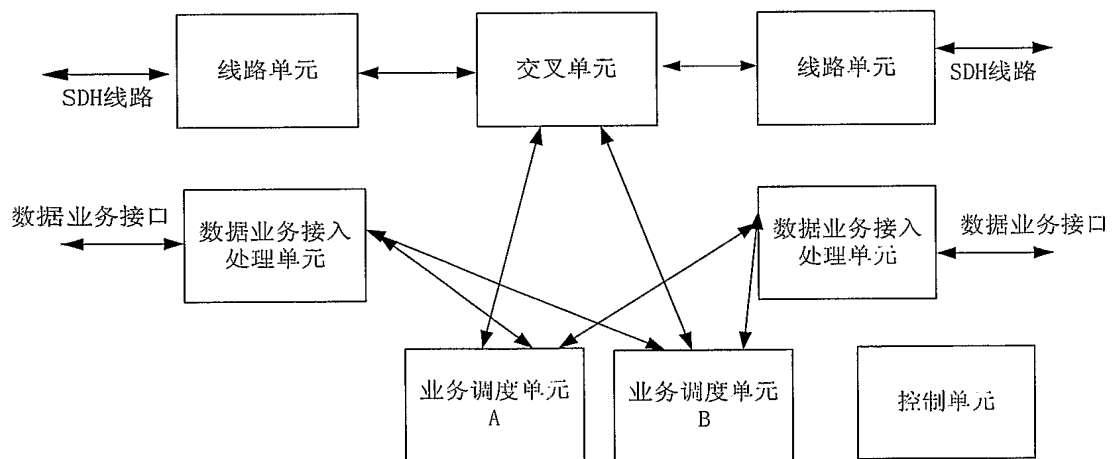 线路单元
交叉单元
线路单元
SDH线路
SDH线路
数据业务接口
数据业务接入
处理单元
数据业务接入
处理单元
数据业务接口
业务调度单元
A
业务调度单元
B
控制单元